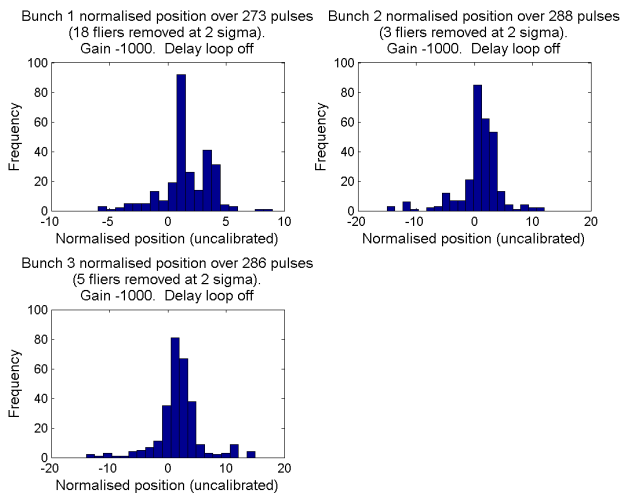 Bunch 1 normalised position over 273 pulses
(18 fliers removed at 2 sigma).
Gain -1000.  Delay loop off
100
80
60
40
20
0
Frequency
-10
-5
0
5
10
Normalised position (uncalibrated)
Bunch 2 normalised position over 288 pulses
(3 fliers removed at 2 sigma).
Gain -1000.  Delay loop off
100
80
60
40
20
0
Frequency
-20
-10
0
10
20
Normalised position (uncalibrated)
Bunch 3 normalised position over 286 pulses
(5 fliers removed at 2 sigma).
Gain -1000.  Delay loop off
100
80
60
40
20
0
Frequency
-20
-10
0
10
20
Normalised position (uncalibrated)